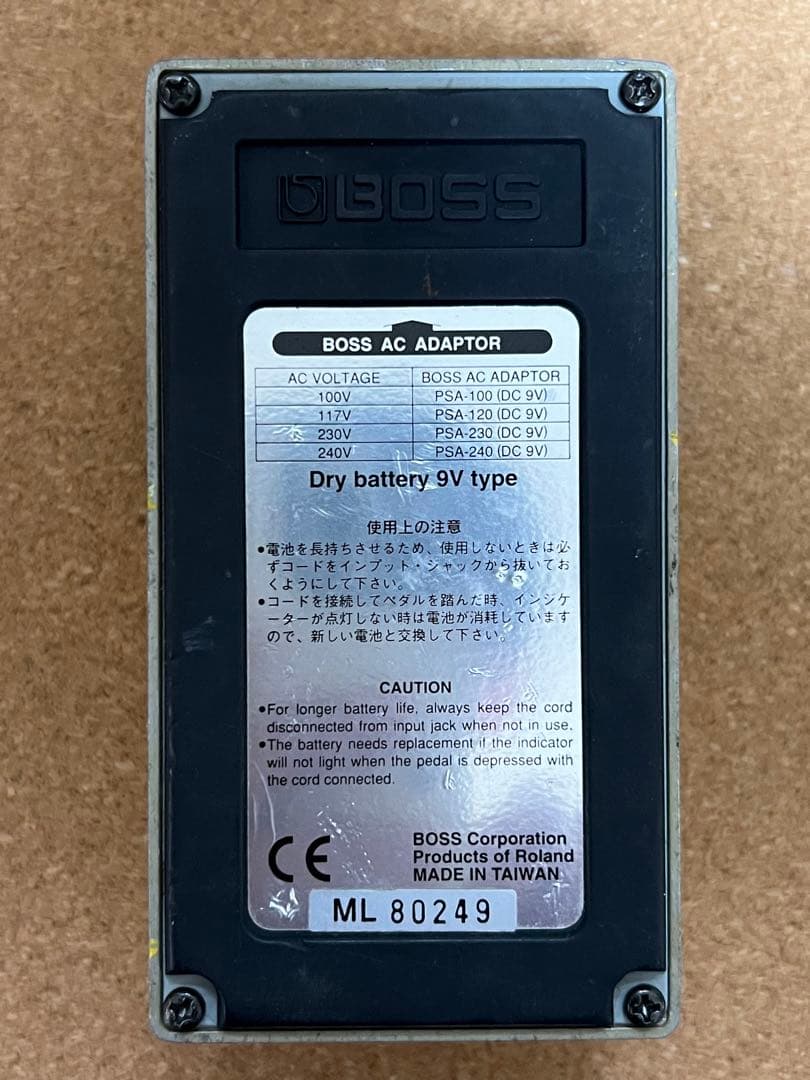 BOSS
BOSS AC ADAPTOR
AC VOLTAGE BOSS AC ADAPTOR
100V PSA-100 (DC 9V)
117V PSA-120 (DC 9V)
230V PSA-230 (DC 9V)
240V PSA-240 (DC 9V)
Dry battery 9V type
使用上の注意
●電池を長持ちさせるため、使用しないときは必
ずコードをインプット・ジャックから抜いてお
くようにして下さい。
●コードを接続してペダルを踏んだ時、インジケ
ーターが点灯しない時は電池が消耗しています
ので、新しい電池と交換して下さい。
CAUTION
●For longer battery life, always keep the cord
disconnected from input jack when not in use.
●The battery needs replacement if the indicator
will not light when the pedal is depressed with
the cord connected.
CE
BOSS Corporation
Products of Roland
MADE IN TAIWAN
ML 80249